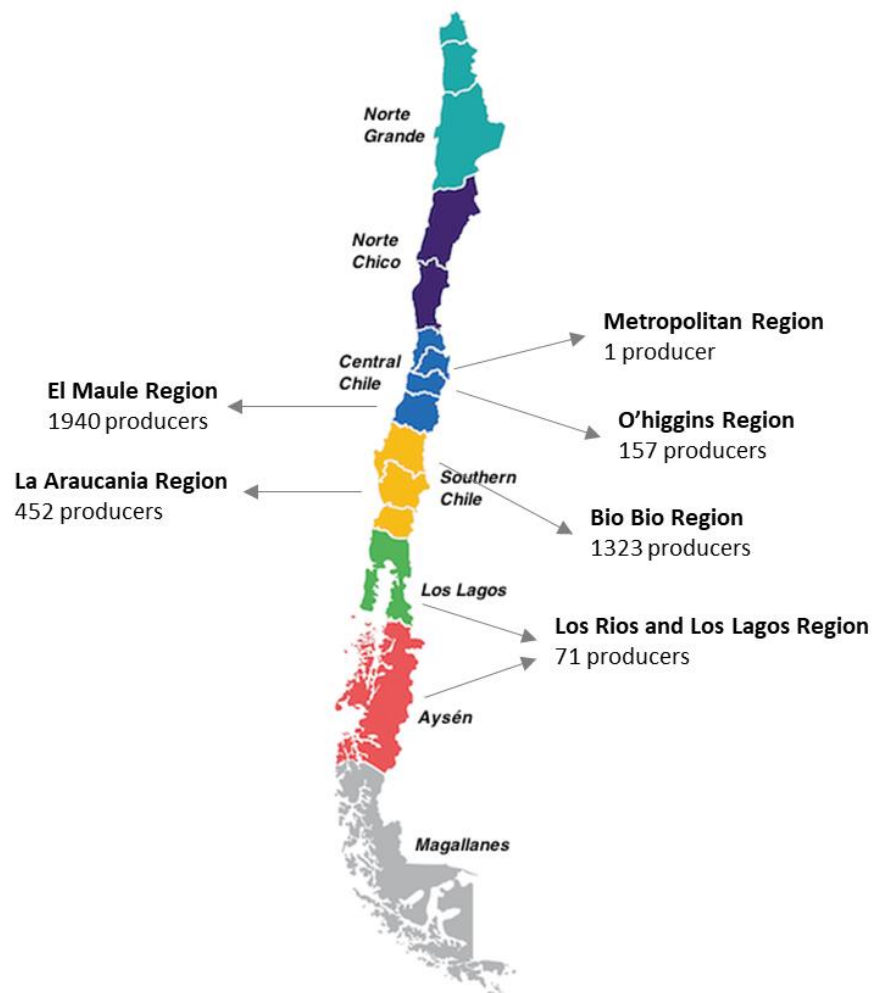 Norte
Grande
Norte
Chico
Metropolitan Region
1 producer
Central
Chile
El Maule Region
1940 producers
O'higgins Region
157 producers
La Araucania Region
452 producers
Southern
Chile
Bio Bio Region
1323 producers
Los Lagos
Los Rios and Los Lagos Region
71 producers
Aysén
Magallanes